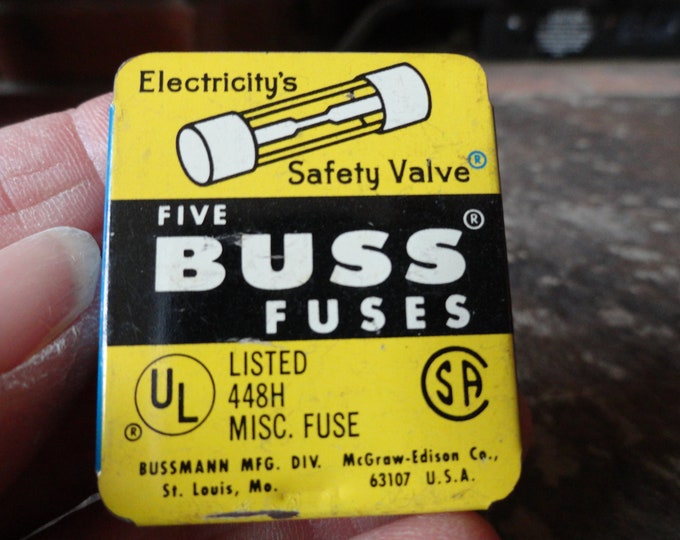 Electricity's
Safety Valve®
FIVE
BUSS®
FUSES
UL®
LISTED
448H
MISC. FUSE
SA
BUSSMANN MFG. DIV. McGraw-Edison Co.,
St. Louis, Mo. 63107 U.S.A.